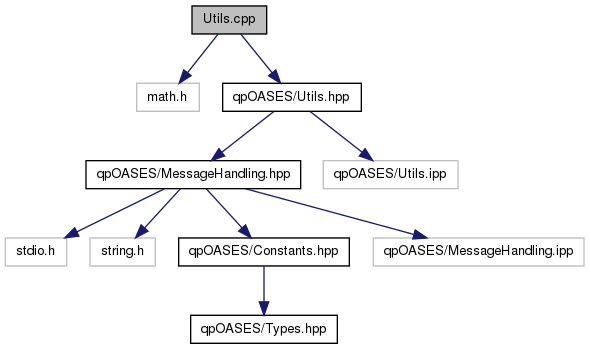 Utils.cpp
math.h
qpOASES/Utils.hpp
qpOASES/MessageHandling.hpp
qpOASES/Utils.ipp
stdio.h
string.h
qpOASES/Constants.hpp
qpOASES/MessageHandling.ipp
qpOASES/Types.hpp